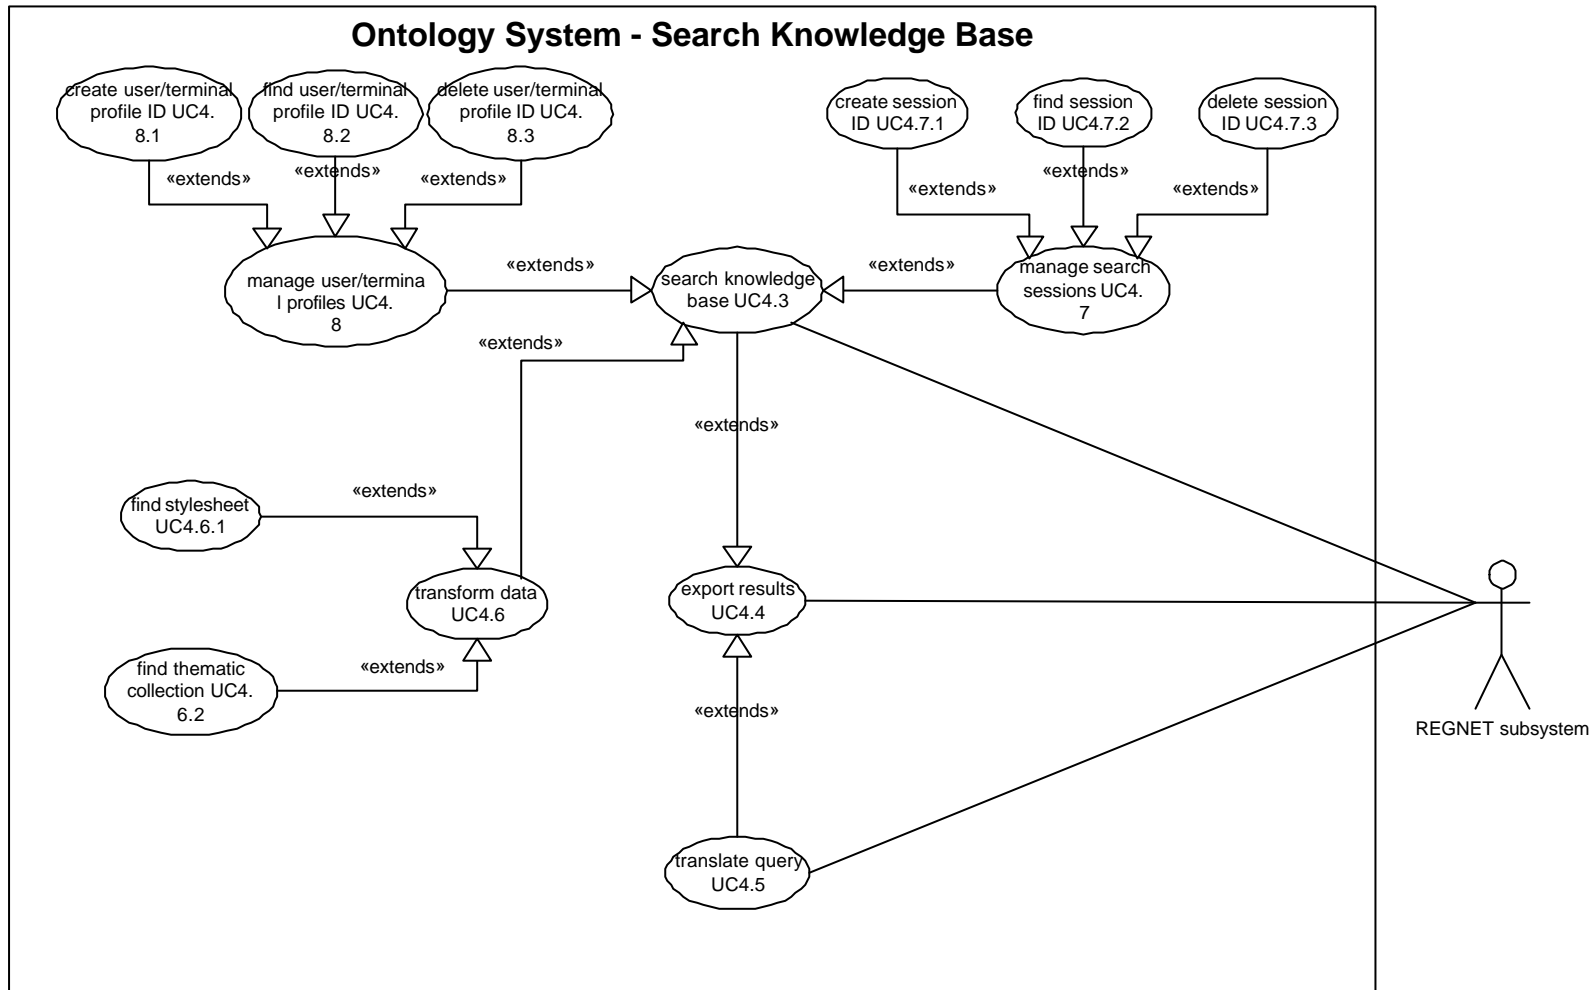 Ontology System - Search Knowledge Base
create user/terminal
profile ID UC4.
8.1
find user/terminal
profile ID UC4.
8.2
delete user/terminal
profile ID UC4.
8.3
create session
ID UC4.7.1
find session
ID UC4.7.2
delete session
ID UC4.7.3
«extends»
«extends»
«extends»
«extends»
«extends»
«extends»
manage user/termina
l profiles UC4.
8
«extends»
search knowledge
base UC4.3
«extends»
manage search
sessions UC4.
7
«extends»
«extends»
find stylesheet
UC4.6.1
«extends»
transform data
UC4.6
export results
UC4.4
find thematic
collection UC4.
6.2
«extends»
«extends»
REGNET subsystem
translate query
UC4.5